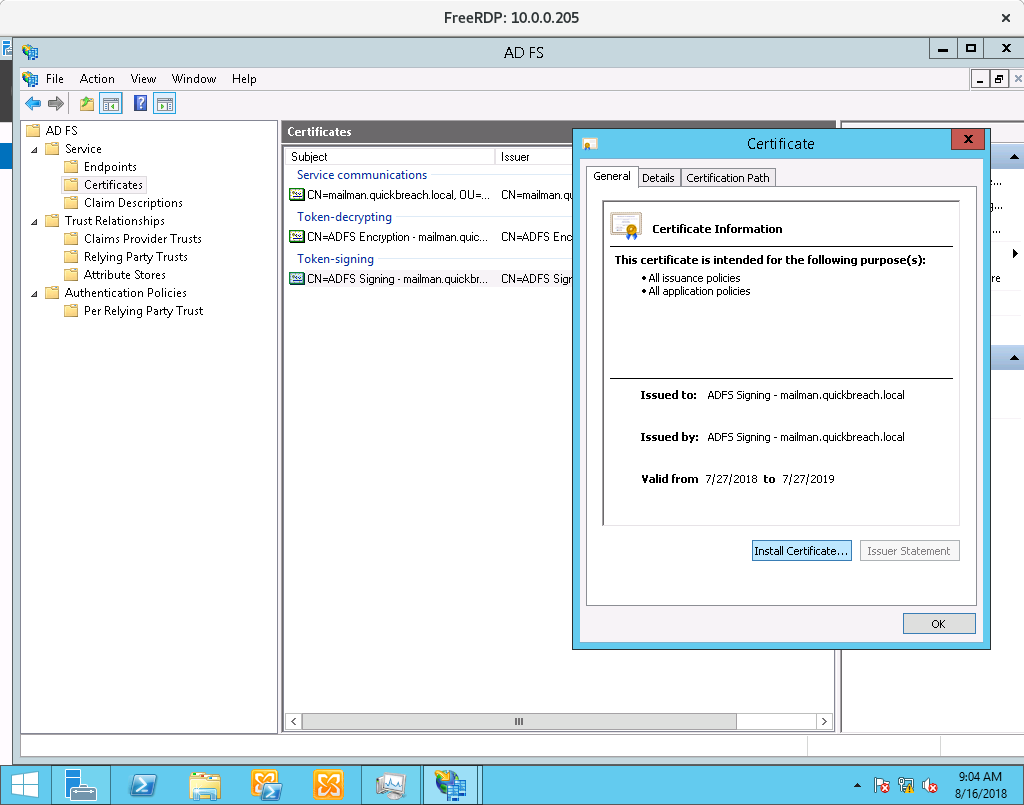 FreeRDP: 10.0.0.205
AD FS
File Action View Window Help
AD FS
Service
Endpoints
Certificates
Claim Descriptions
Trust Relationships
Claims Provider Trusts
Relying Party Trusts
Attribute Stores
Authentication Policies
Per Relying Party Trust
Certificates
Subject Issuer
Service communications
CN=mailman.quickbreach.local, OU=... CN=mailman.qu
Token-decrypting
CN=ADFS Encryption - mailman.quic... CN=ADFS Enc
Token-signing
CN=ADFS Signing - mailman.quickbr... CN=ADFS Sign
Certificate
General Details Certification Path
Certificate Information
This certificate is intended for the following purpose(s):
• All issuance policies
• All application policies
Issued to: ADFS Signing - mailman.quickbreach.local
Issued by: ADFS Signing - mailman.quickbreach.local
Valid from 7/27/2018 to 7/27/2019
Install Certificate... Issuer Statement
OK
9:04 AM
8/16/2018